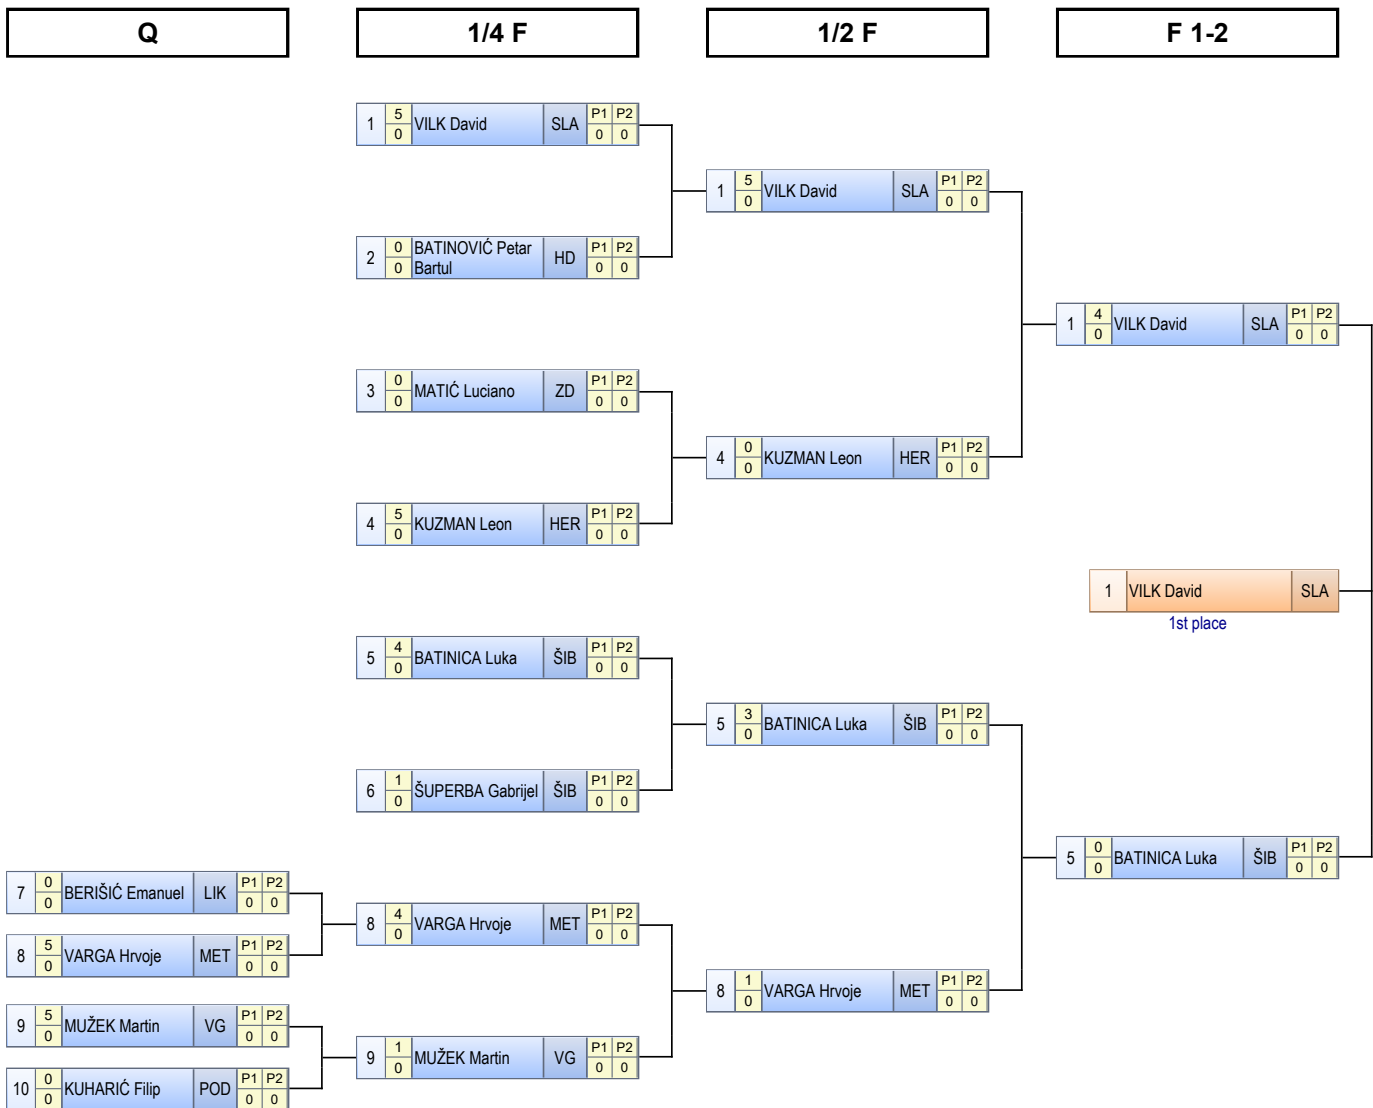 Q 1/4 F 1/2 F F 1-2
1 5 0 VILK David SLA P1 P2 0 0
1 5 0 VILK David SLA P1 P2 0 0
2 0 0 BATINOVIĆ Petar Bartul HD P1 P2 0 0
1 4 0 VILK David SLA P1 P2 0 0
3 0 0 MATIĆ Luciano ZD P1 P2 0 0
4 0 0 KUZMAN Leon HER P1 P2 0 0
4 5 0 KUZMAN Leon HER P1 P2 0 0
1 VILK David SLA
1st place
5 4 0 BATINICA Luka ŠIB P1 P2 0 0
5 3 0 BATINICA Luka ŠIB P1 P2 0 0
6 1 0 ŠUPERBA Gabrijel ŠIB P1 P2 0 0
5 0 0 BATINICA Luka ŠIB P1 P2 0 0
7 0 0 BERIŠIĆ Emanuel LIK P1 P2 0 0
8 4 0 VARGA Hrvoje MET P1 P2 0 0
8 5 0 VARGA Hrvoje MET P1 P2 0 0
8 1 0 VARGA Hrvoje MET P1 P2 0 0
9 5 0 MUŽEK Martin VG P1 P2 0 0
9 1 0 MUŽEK Martin VG P1 P2 0 0
10 0 0 KUHARIĆ Filip POD P1 P2 0 0